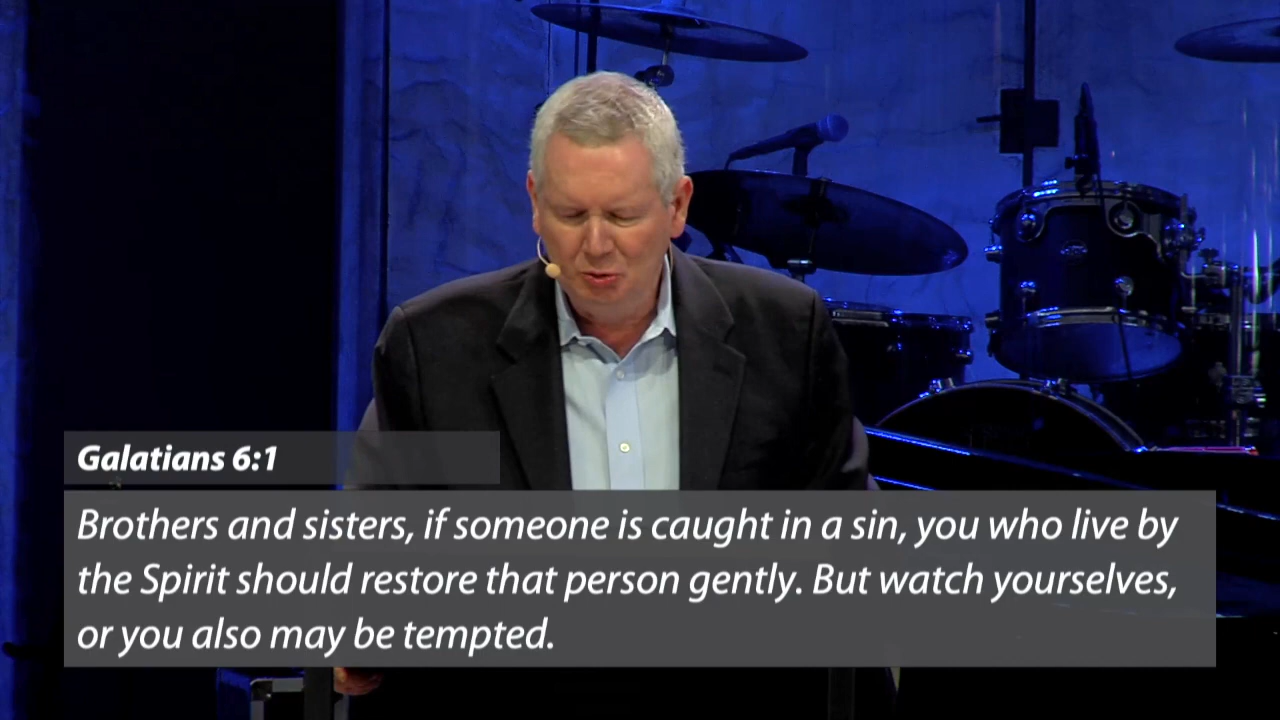 Galatians 6:1
Brothers and sisters, if someone is caught in a sin, you who live by
the Spirit should restore that person gently. But watch yourselves,
or you also may be tempted.